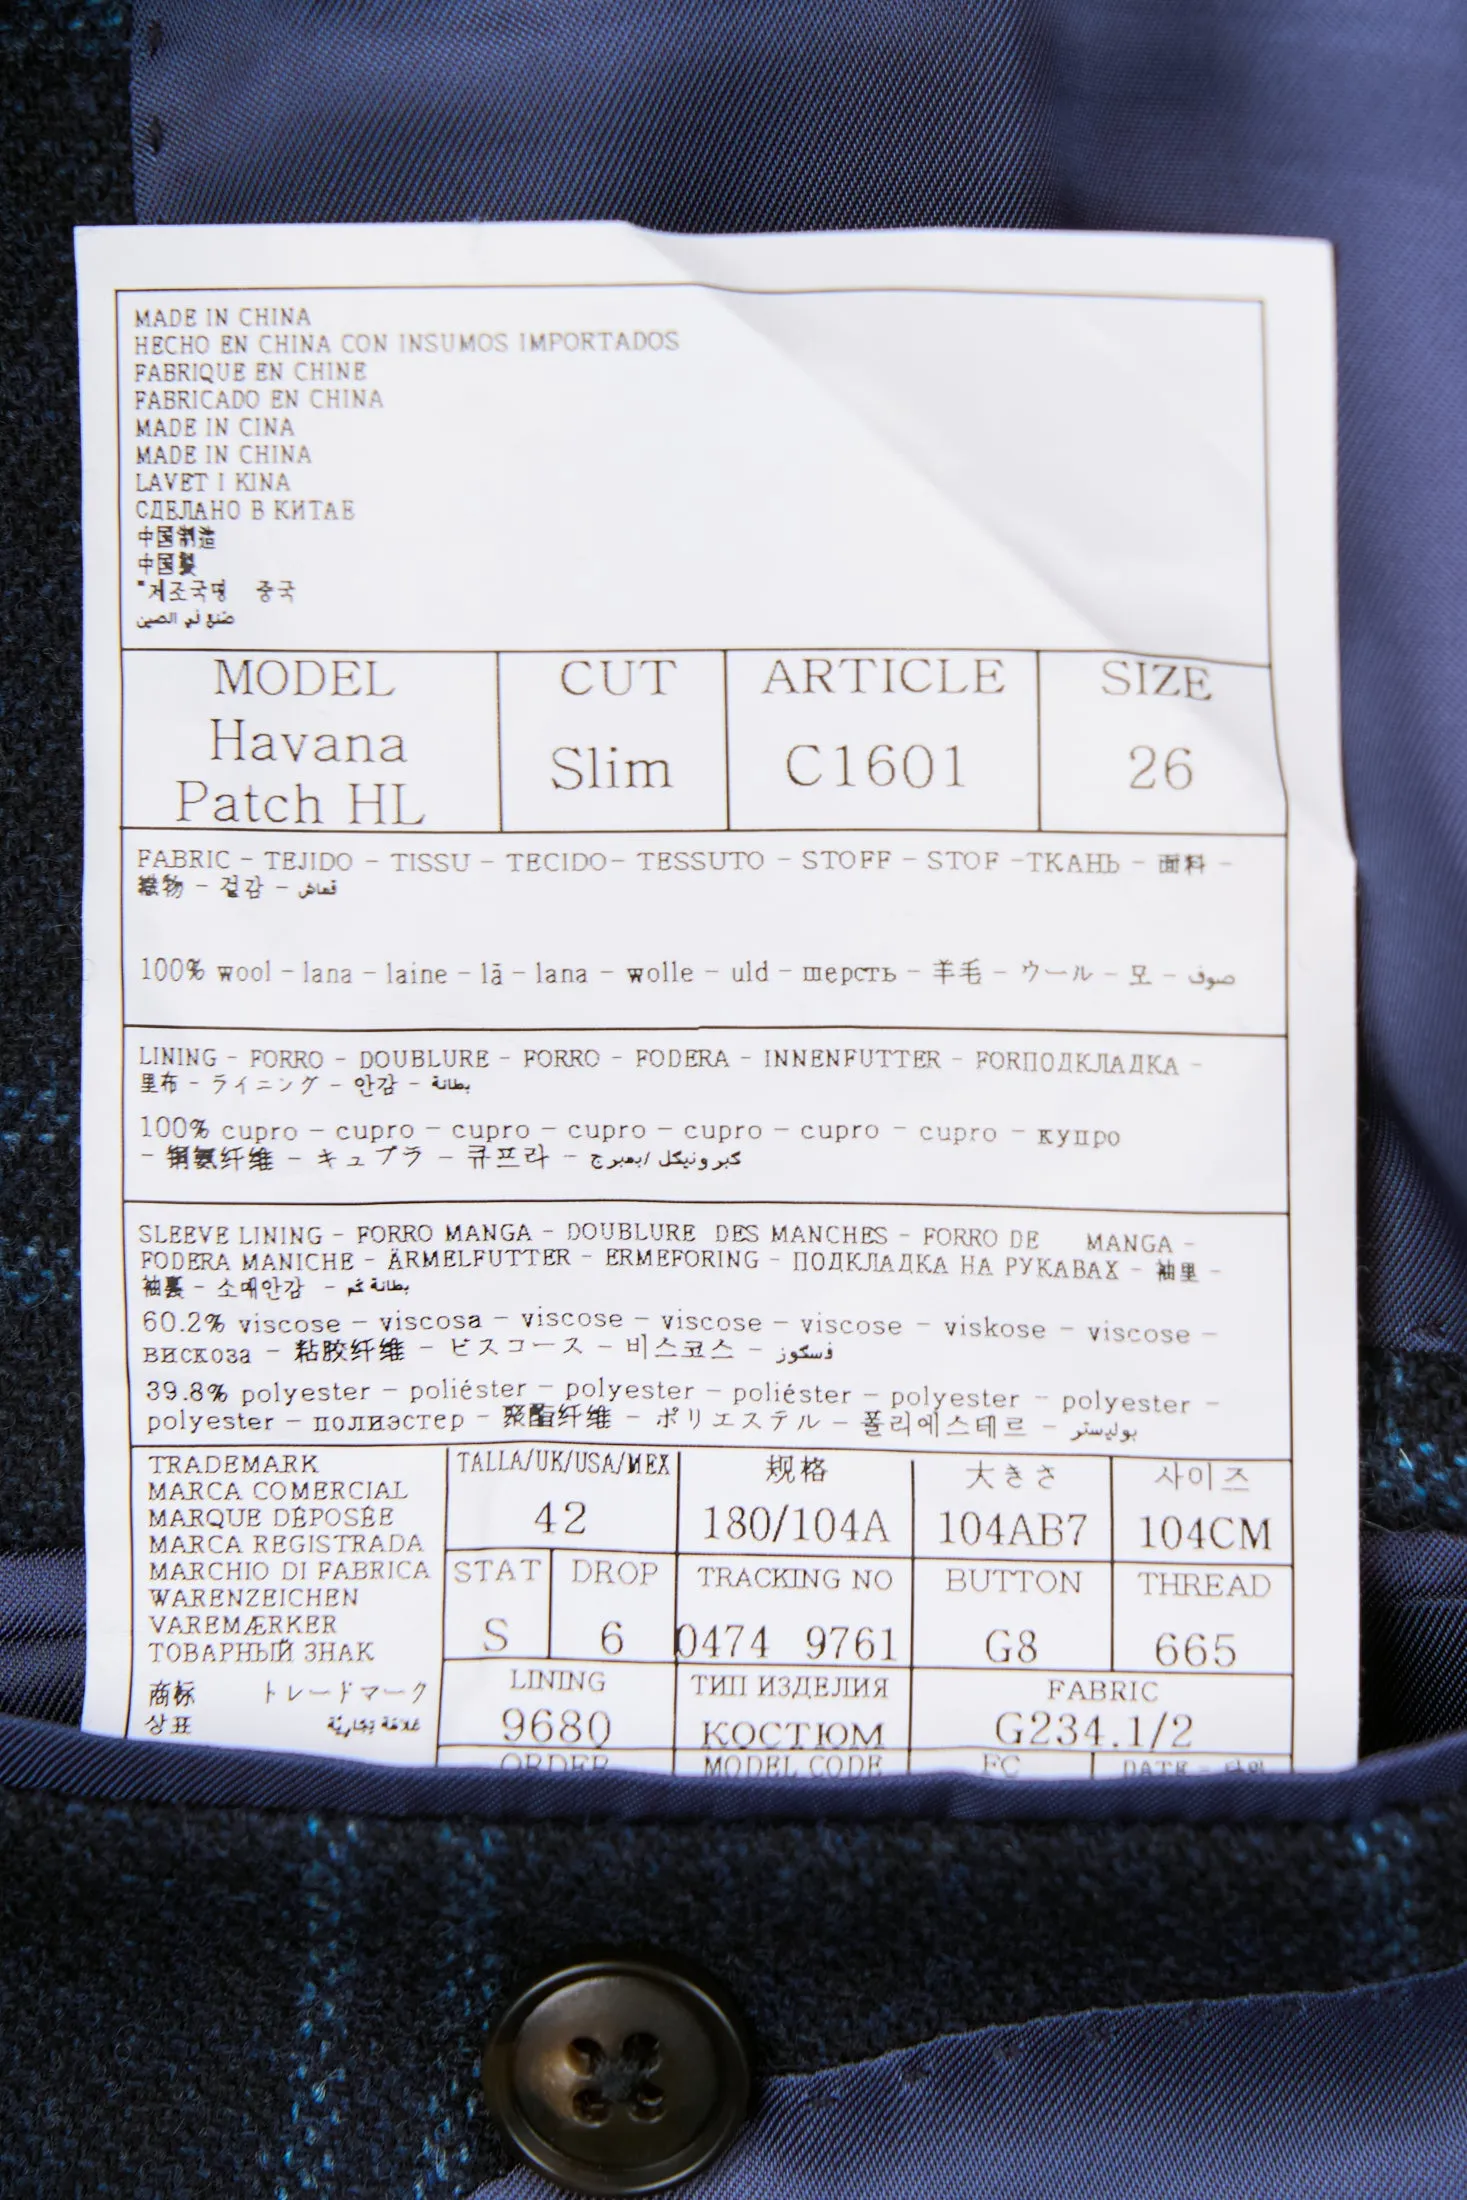 MADE IN CHINA
HECHO EN CHINA CON INSUMOS IMPORTADOS
FABRIQUE EN CHINE
FABRICADO EN CHINA
MADE IN CINA
MADE IN CHINA
LAVET I KINA
СДЕЛАНО В КИТАЕ
中国制造
中国製
"제조국명 중국
صنع في الصين
MODEL
Havana
Patch HL
CUT
Slim
ARTICLE
C1601
SIZE
26
FABRIC - TEJIDO - TISSU - TECIDO- TESSUTO - STOFF - STOF -ТКАНЬ - 面料 -
織物 - 겉감 - قماش
100% wool - lana - laine - lã - lana - wolle - uld - шерсть - 羊毛 - ウール - 모 - صوف
LINING - FORRO - DOUBLURE - FORRO - FODERA - INNENFUTTER - FORПОДКЛАДКА -
里布 - ライニング - 안감 - بطانة
100% cupro - cupro - cupro - cupro - cupro - cupro - cupro - купро
- 铜氨纤维 - キュプラ - 큐프라 - كبرونيكل /بمبرج
SLEEVE LINING - FORRO MANGA - DOUBLURE DES MANCHES - FORRO DE MANGA -
FODERA MANICHE - ÄRMELFUTTER - ERMEFORING - ПОДКЛАДКА НА РУКАВАХ - 袖里 -
袖裏 - 소매안감 - بطانة كم
60.2% viscose - viscosa - viscose - viscose - viscose - viskose - viscose -
вискоза - 粘胶纤维 - ビスコース - 비스코스 - فسكوز
39.8% polyester - poliéster - polyester - poliéster - polyester - polyester -
polyester - полиэстер - 聚酯纤维 - ポリエステル - 폴리에스테르 - بوليستر
TRADEMARK
MARCA COMERCIAL
MARQUE DÉPOSÉE
MARCA REGISTRADA
MARCHIO DI FABRICA
WARENZEICHEN
VAREMÆRKER
ТОВАРНЫЙ ЗНАК
商标 トレードマーク
상표 علامة تجارية
TALLA/UK/USA/MEX
42
规格
180/104A
大きさ
104AB7
사이즈
104CM
STAT
S
DROP
6
TRACKING NO
0474 9761
BUTTON
G8
THREAD
665
LINING
9680
ТИП ИЗДЕЛИЯ
КОСТЮМ
FABRIC
G234.1/2
ORDER
MODEL CODE
FC
DATE -